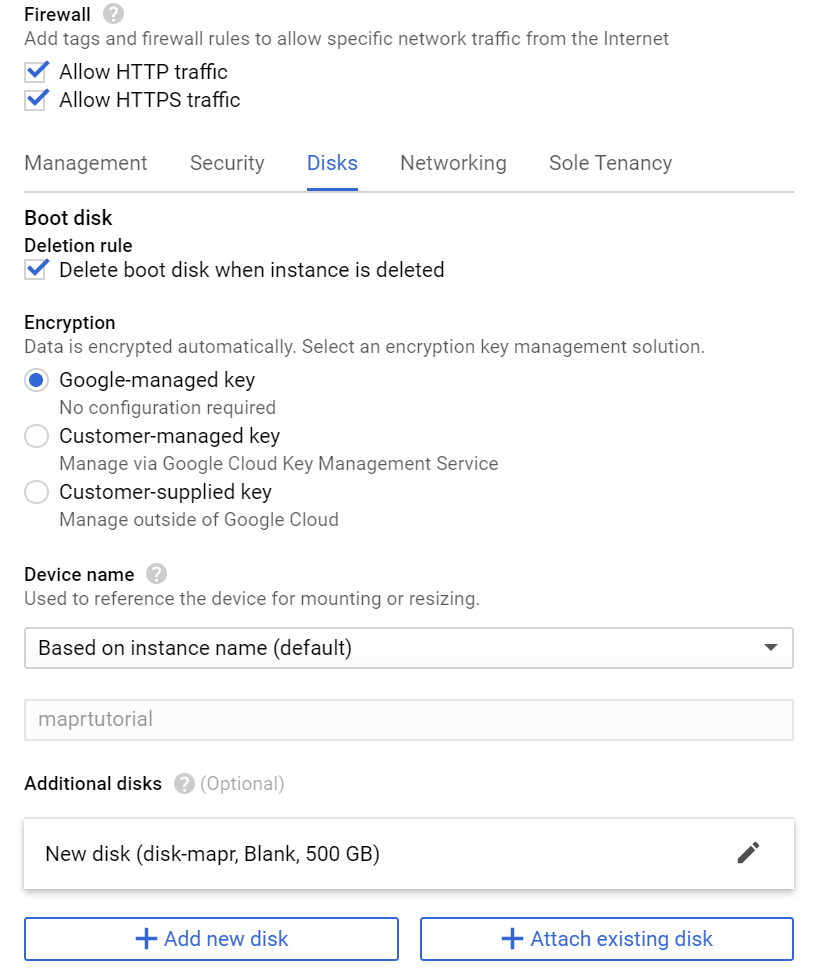 Firewall ?
Add tags and firewall rules to allow specific network traffic from the Internet
Allow HTTP traffic
Allow HTTPS traffic
Management Security Disks Networking Sole Tenancy
Boot disk
Deletion rule
Delete boot disk when instance is deleted
Encryption
Data is encrypted automatically. Select an encryption key management solution.
Google-managed key
No configuration required
Customer-managed key
Manage via Google Cloud Key Management Service
Customer-supplied key
Manage outside of Google Cloud
Device name ?
Used to reference the device for mounting or resizing.
Based on instance name (default)
maprtutorial
Additional disks ? (Optional)
New disk (disk-mapr, Blank, 500 GB)
+ Add new disk + Attach existing disk